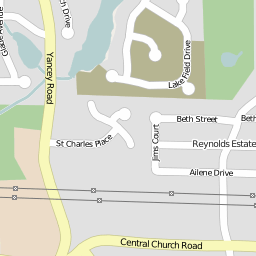 Yancey Road
Lake Field Drive
Beth Street
Beth
Jims Court
Reynolds Estate
St Charles Place
Ailene Drive
Central Church Road